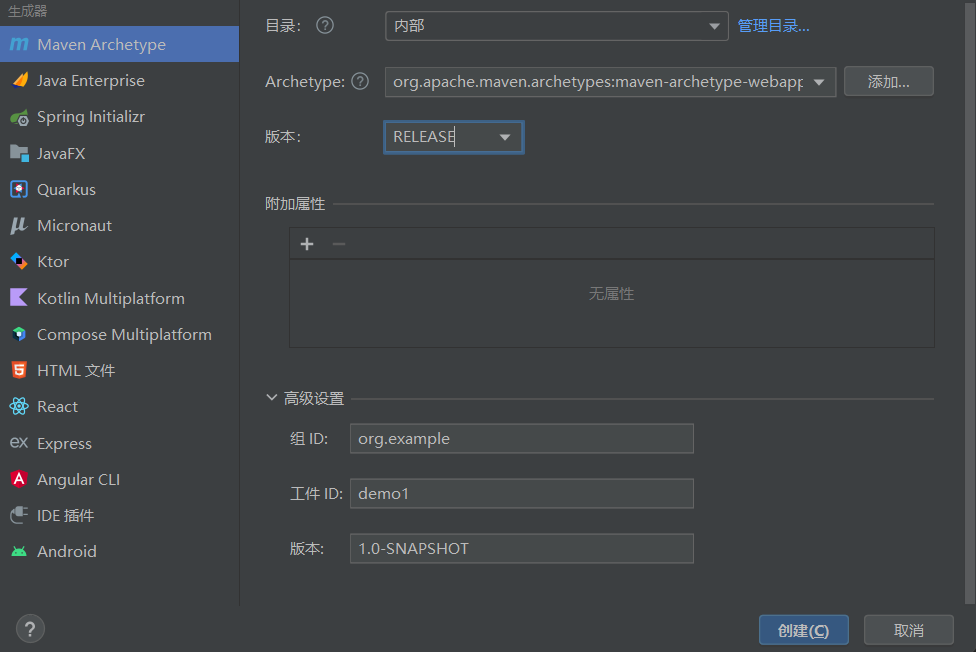 生成器
Maven Archetype
Java Enterprise
Spring Initializr
JavaFX
Quarkus
Micronaut
Ktor
Kotlin Multiplatform
Compose Multiplatform
HTML 文件
React
Express
Angular CLI
IDE 插件
Android
目录: ? 内部 管理目录...
Archetype: ? org.apache.maven.archetypes:maven-archetype-webapp 添加...
版本: RELEASE
附加属性
无属性
高级设置
组 ID: org.example
工件 ID: demo1
版本: 1.0-SNAPSHOT
? 创建(C) 取消